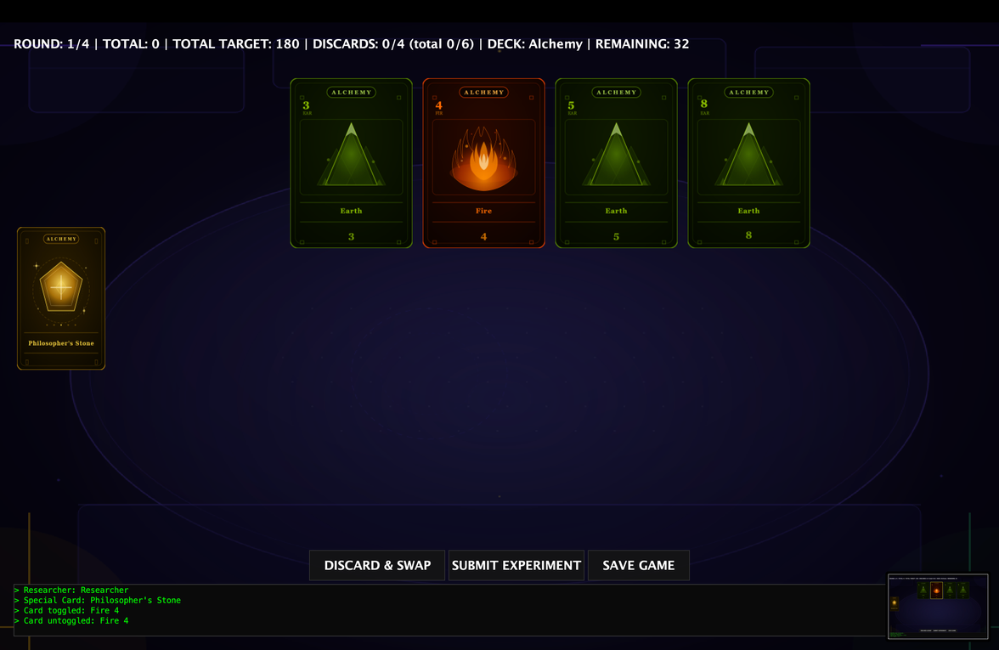 ROUND: 1/4 | TOTAL: 0 | TOTAL TARGET: 180 | DISCARDS: 0/4 (total 0/6) | DECK: Alchemy | REMAINING: 32
ALCHEMY
3
EAR
Earth
3
ALCHEMY
4
FIR
Fire
4
ALCHEMY
5
EAR
Earth
5
ALCHEMY
8
EAR
Earth
8
ALCHEMY
Philosopher's Stone
DISCARD & SWAP
SUBMIT EXPERIMENT
SAVE GAME
> Researcher: Researcher
> Special Card: Philosopher's Stone
> Card toggled: Fire 4
> Card untoggled: Fire 4